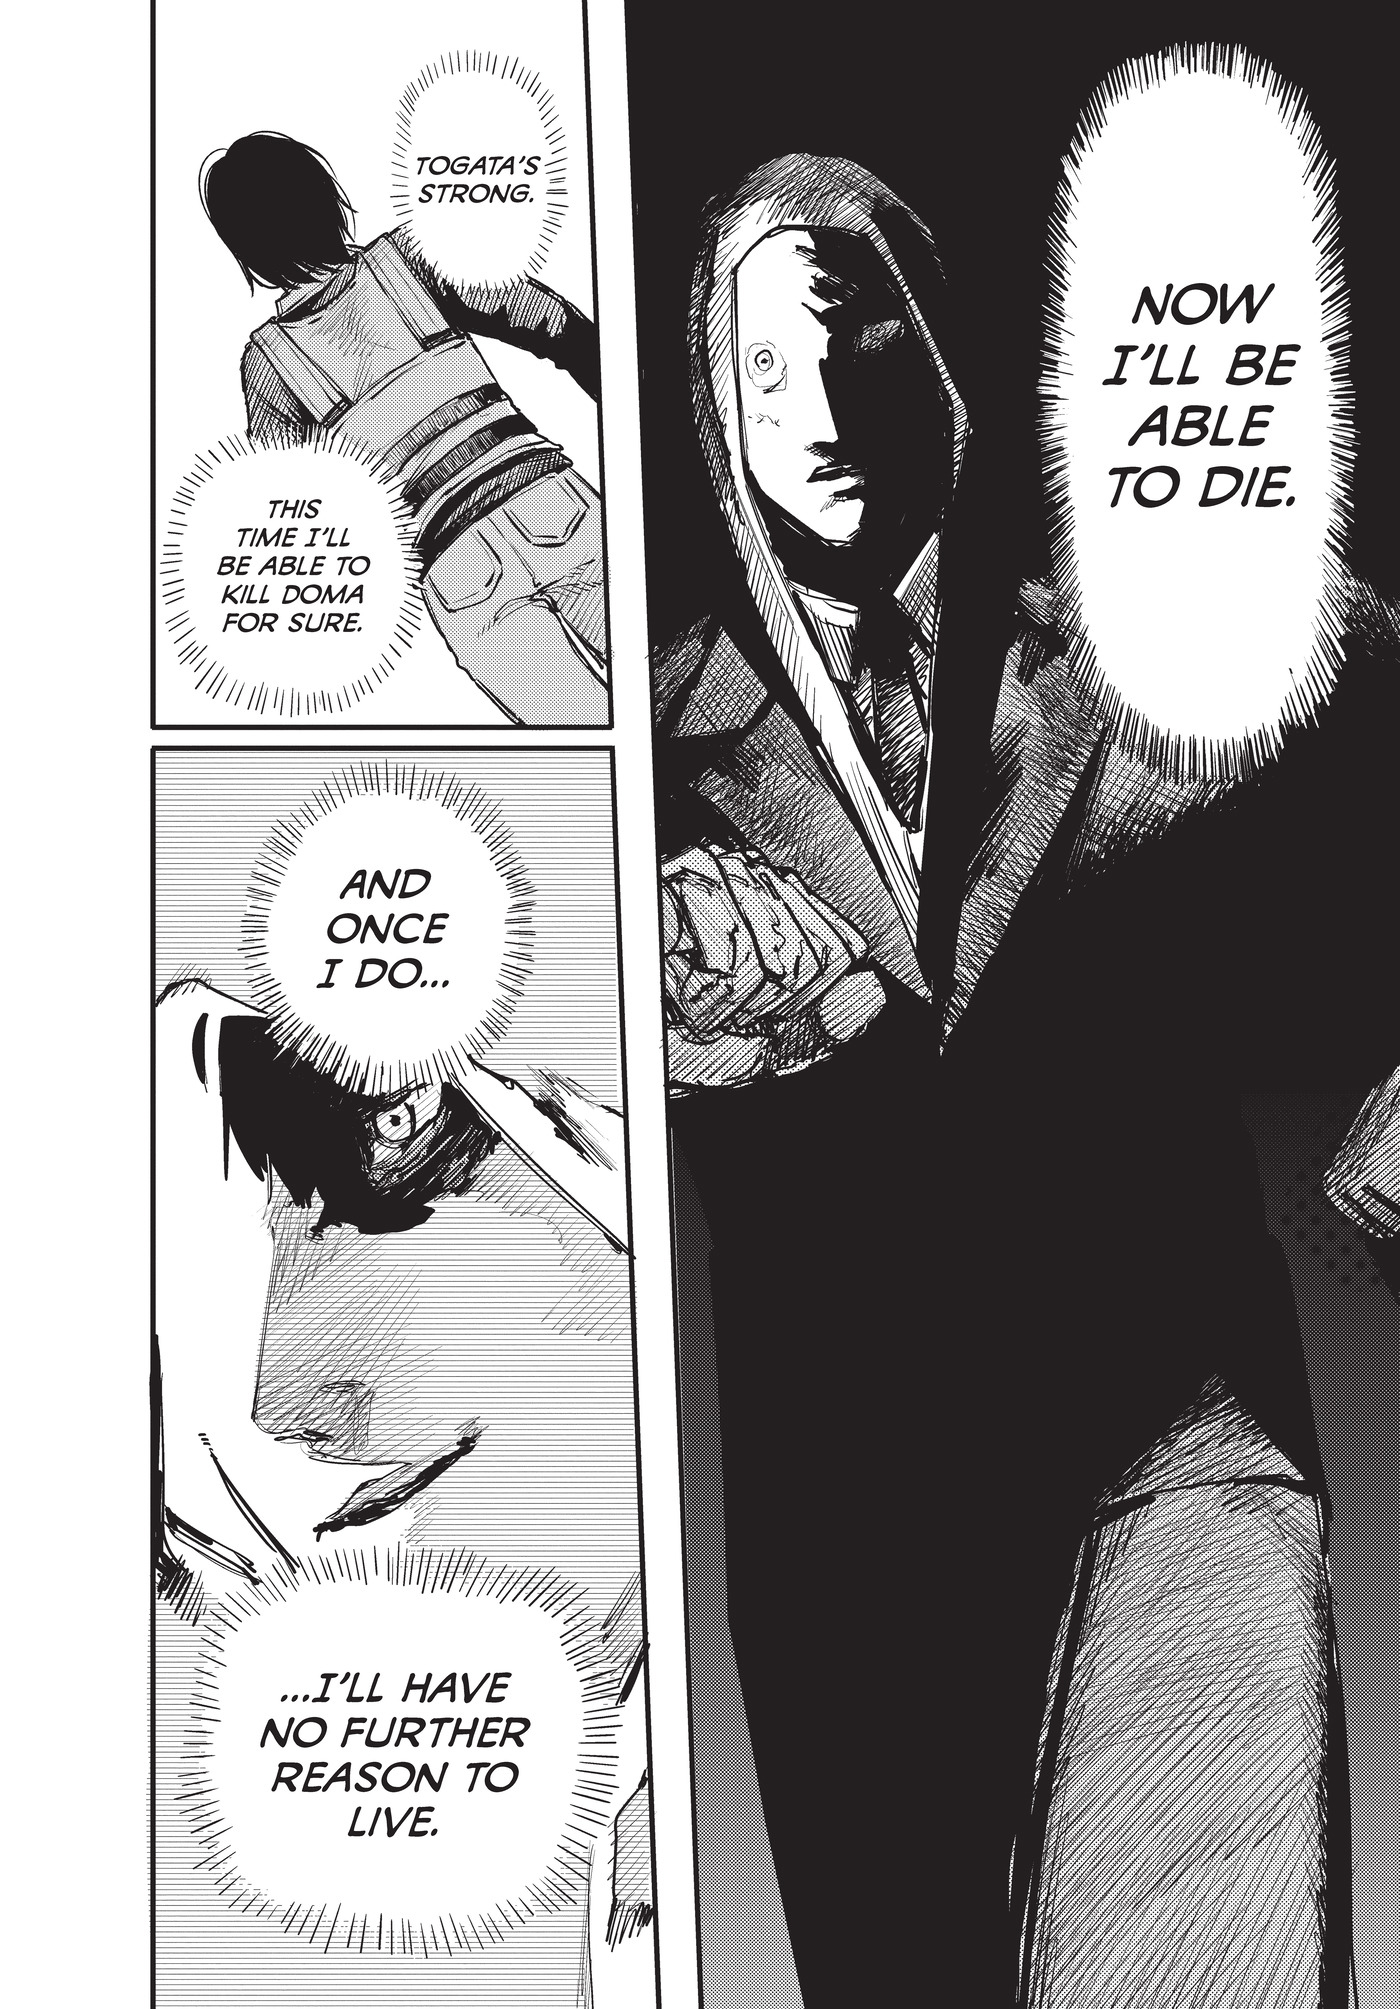 NOW
I'LL BE
ABLE
TO DIE.
TOGATA'S
STRONG.
THIS
TIME I'LL
BE ABLE TO
KILL DOMA
FOR SURE.
AND
ONCE
I DO...
...I'LL HAVE
NO FURTHER
REASON TO
LIVE.